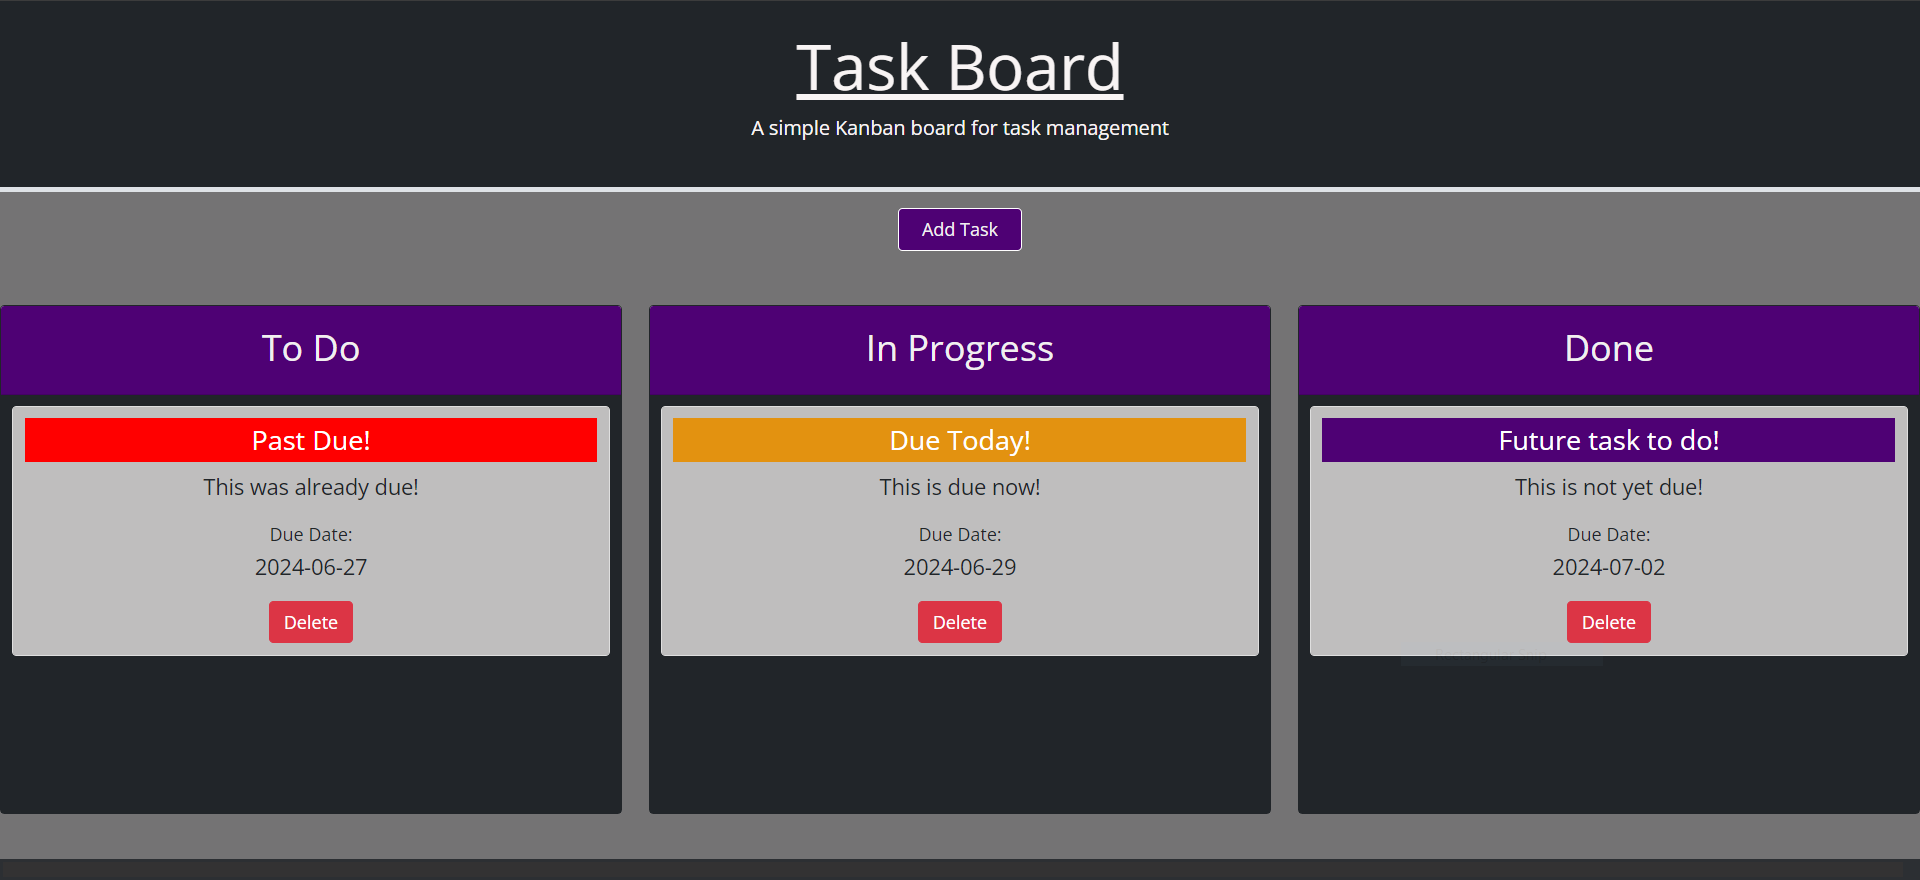 Task Board
A simple Kanban board for task management
Add Task
To Do
Past Due!
This was already due!
Due Date:
2024-06-27
Delete
In Progress
Due Today!
This is due now!
Due Date:
2024-06-29
Delete
Done
Future task to do!
This is not yet due!
Due Date:
2024-07-02
Delete